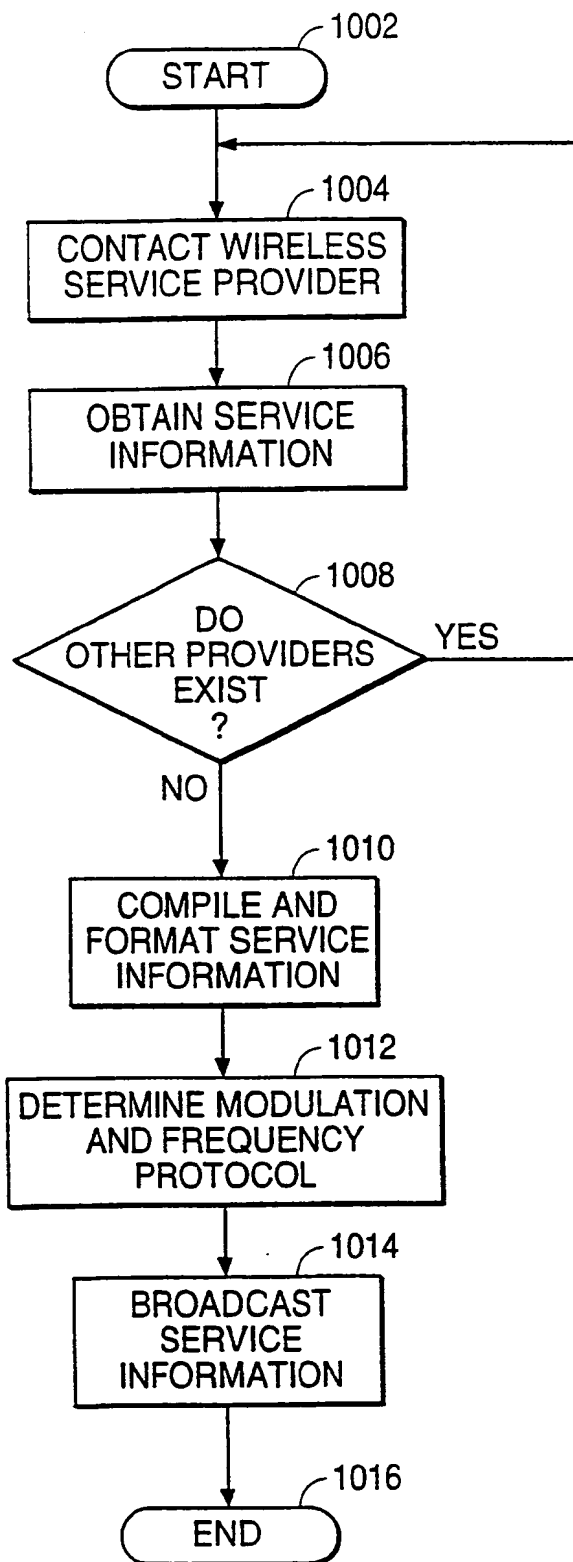 1002
START
1004
CONTACT WIRELESS
SERVICE PROVIDER
1006
OBTAIN SERVICE
INFORMATION
1008
DO
OTHER PROVIDERS
EXIST
?
YES
NO
1010
COMPILE AND
FORMAT SERVICE
INFORMATION
1012
DETERMINE MODULATION
AND FREQUENCY
PROTOCOL
1014
BROADCAST
SERVICE
INFORMATION
1016
END